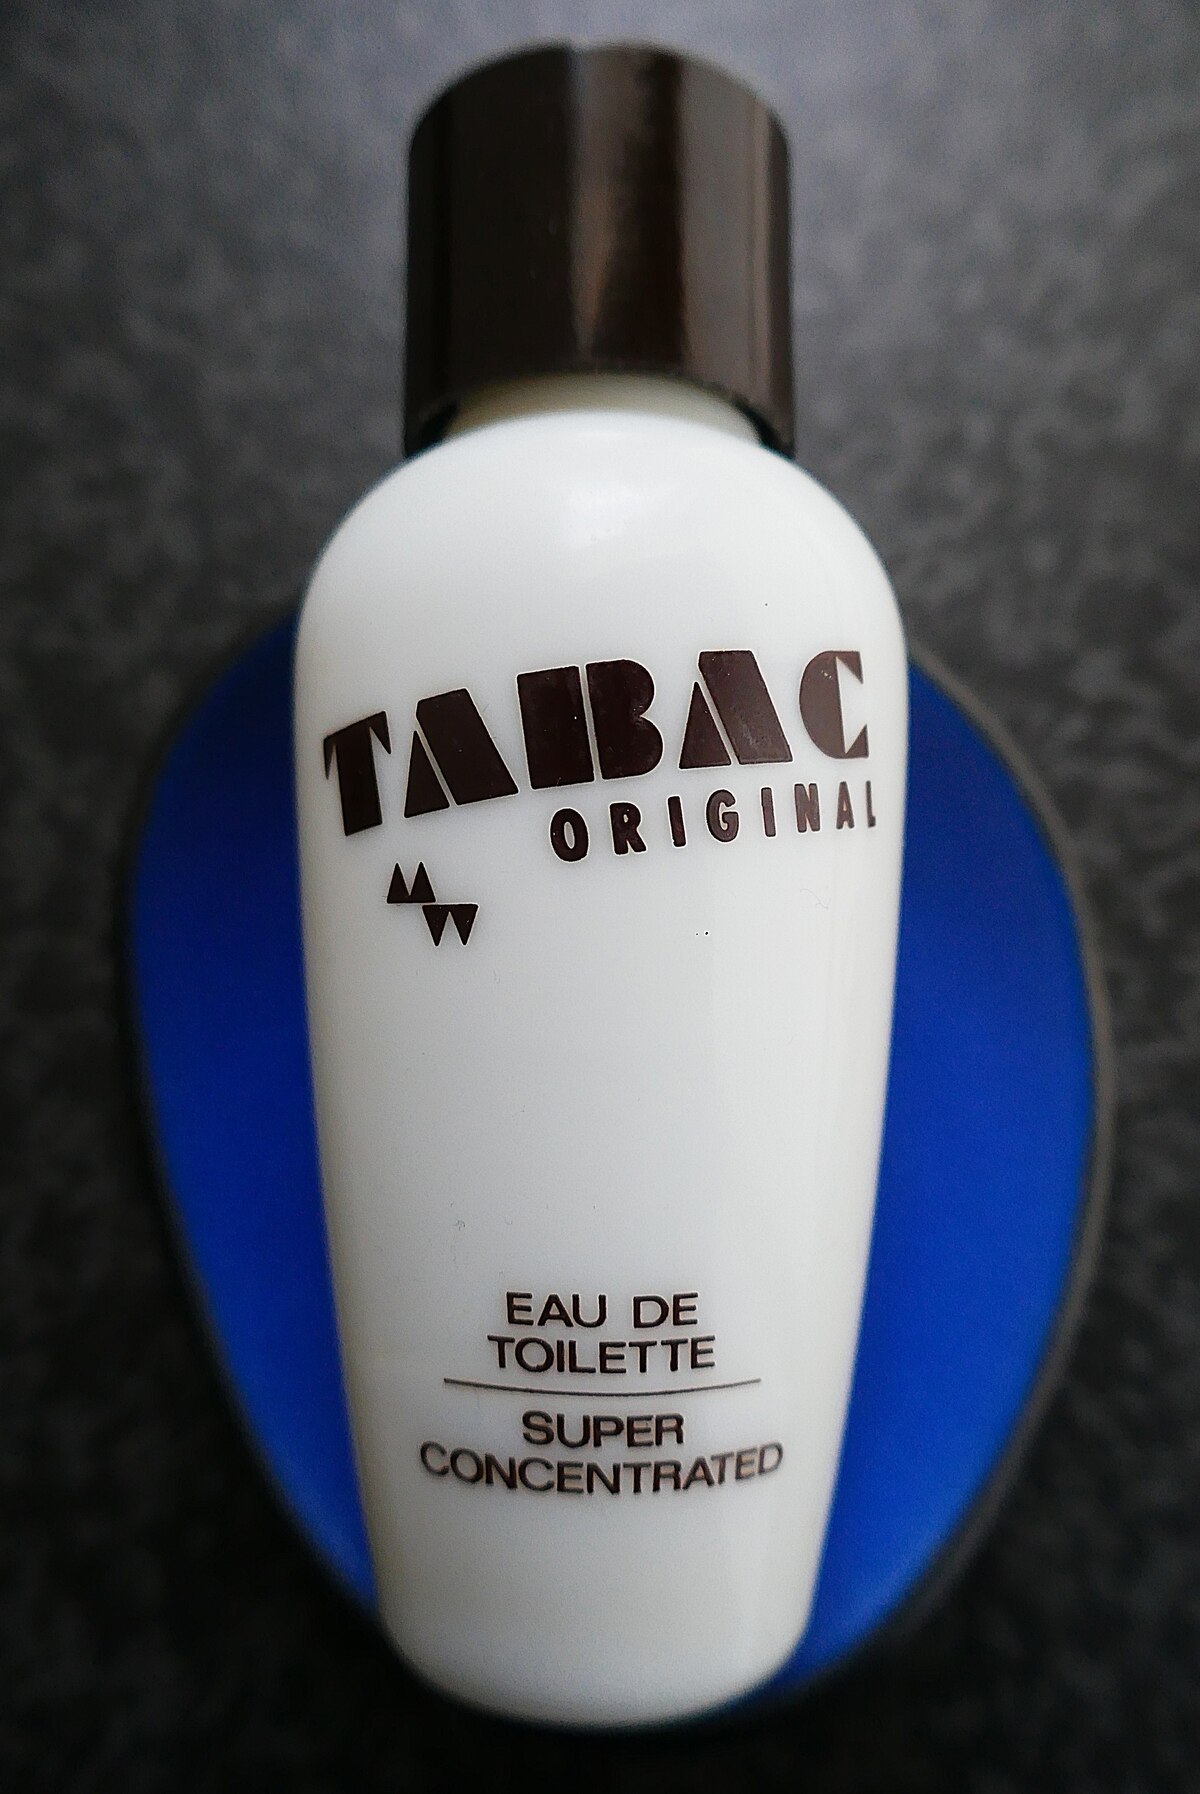 TABAC
ORIGINAL
EAU DE
TOILETTE
SUPER
CONCENTRATED